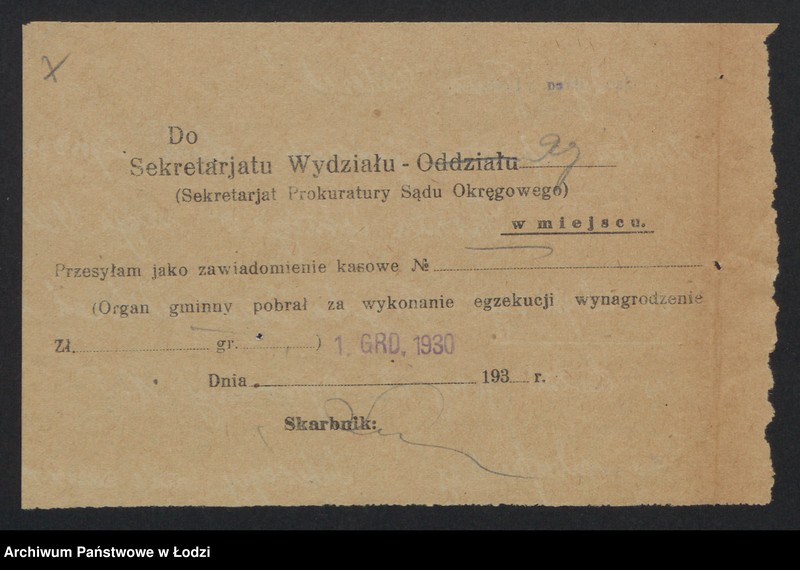 x
Do
Sekretarjatu Wydziału - Oddziału
(Sekretarjat Prokuratury Sądu Okręgowego)
w miejscu.
Przesyłam jako zawiadomienie kasowe №
(Organ gminny pobrał za wykonanie egzekucji wynagrodzenie
Zł. gr. ) 1. GRD. 1930
Dnia 193 r.
Skarbnik:
Archiwum Państwowe w Łodzi